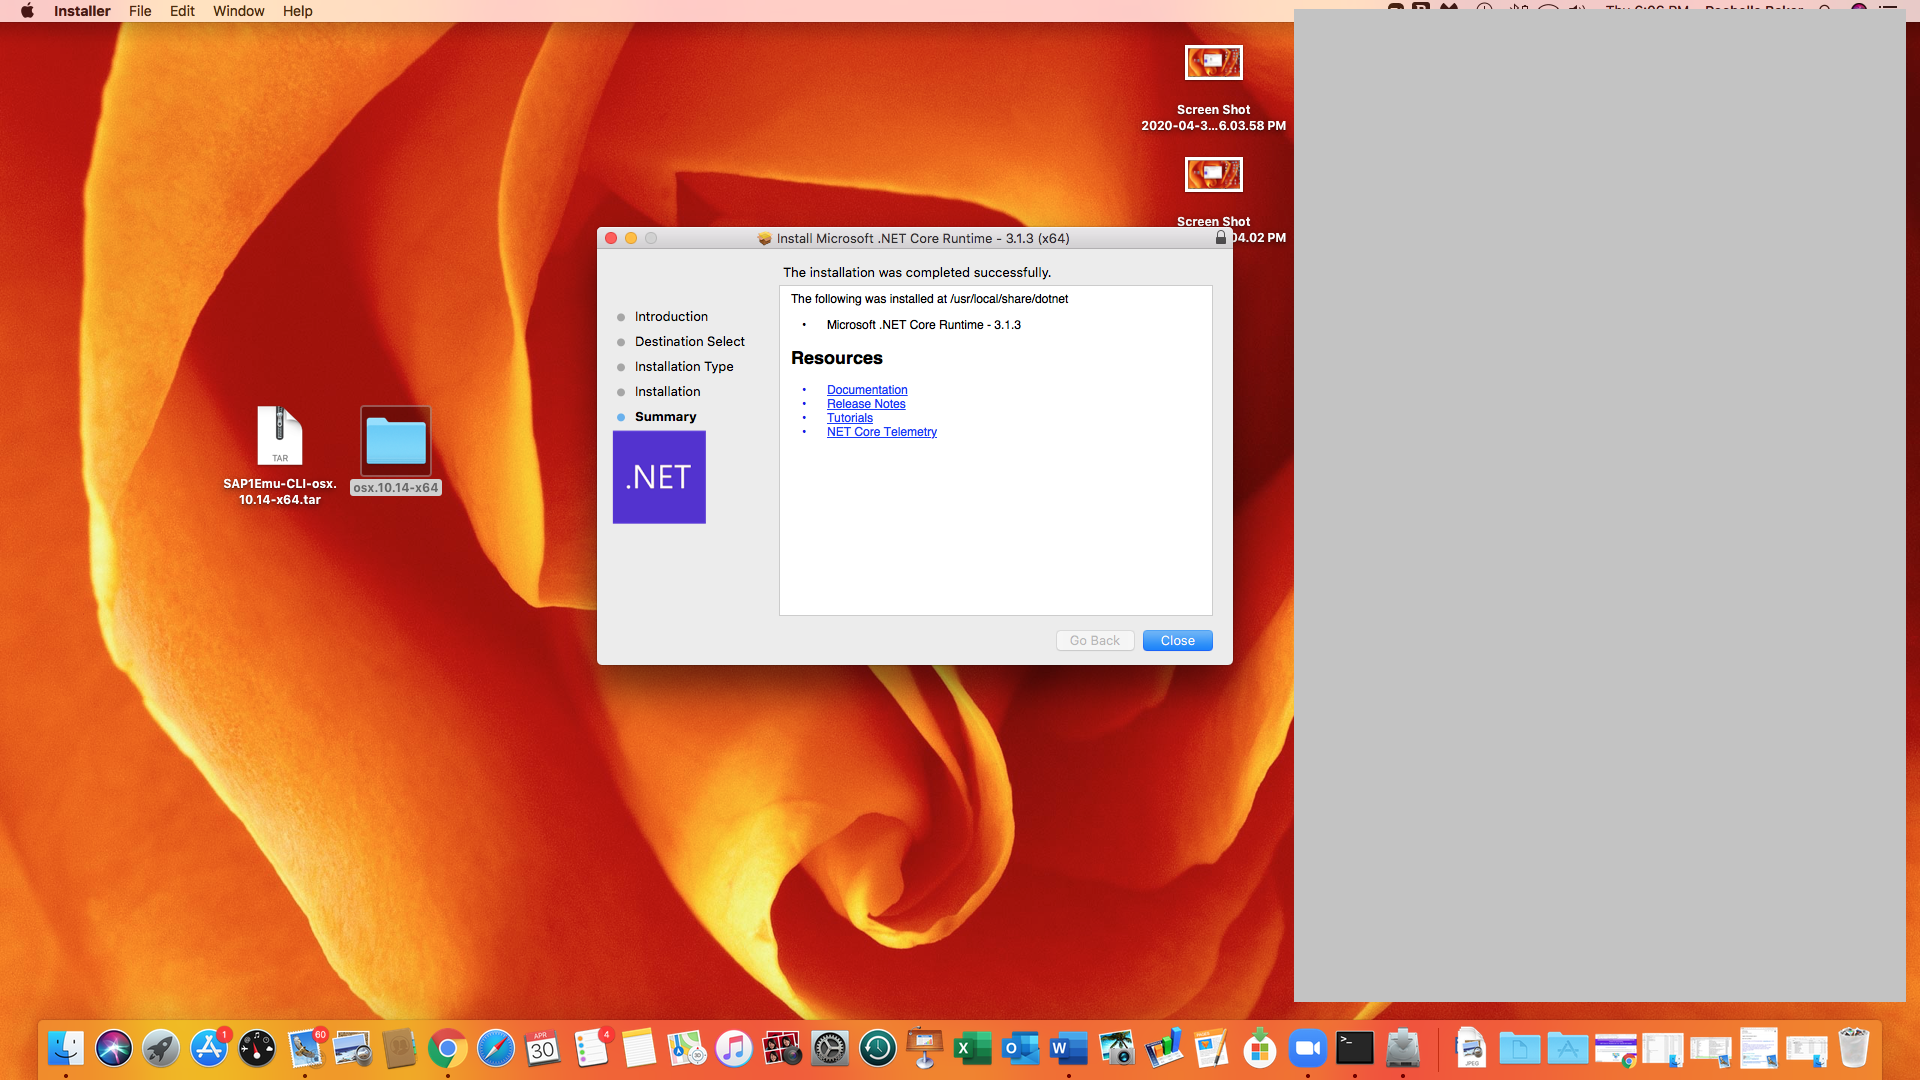 Installer File Edit Window Help
Screen Shot
2020-04-3...6.03.58 PM
Screen Shot
04.02 PM
Install Microsoft .NET Core Runtime - 3.1.3 (x64)
The installation was completed successfully.
Introduction
Destination Select
Installation Type
Installation
Summary
.NET
The following was installed at /usr/local/share/dotnet
• Microsoft .NET Core Runtime - 3.1.3
Resources
• Documentation
• Release Notes
• Tutorials
• NET Core Telemetry
Go Back Close
TAR
SAP1Emu-CLI-osx.
10.14-x64.tar
osx.10.14-x64
1
60
APR
30
4
3D
X
O
W
>_
JPEG